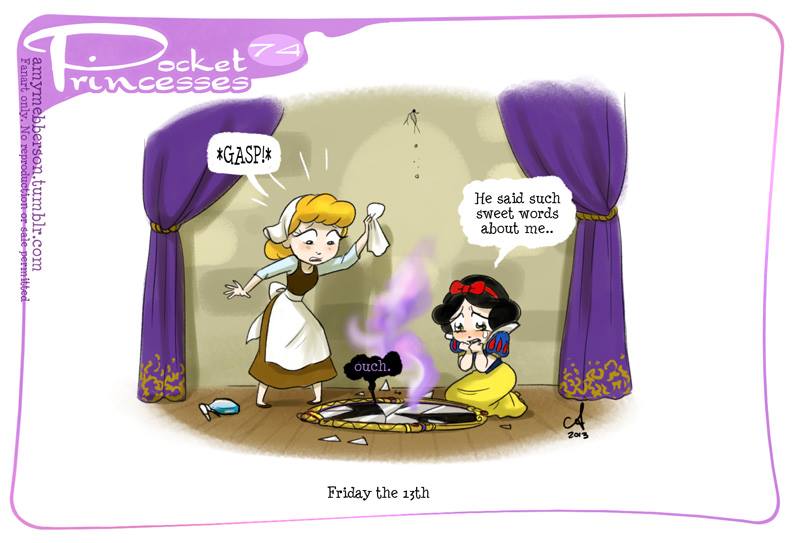 Pocket
Princesses
74
amymebberson.tumblr.com
Fanart only. No reproduction or sale permitted
*GASP!*
He said such
sweet words
about me..
ouch.
2013
Friday the 13th